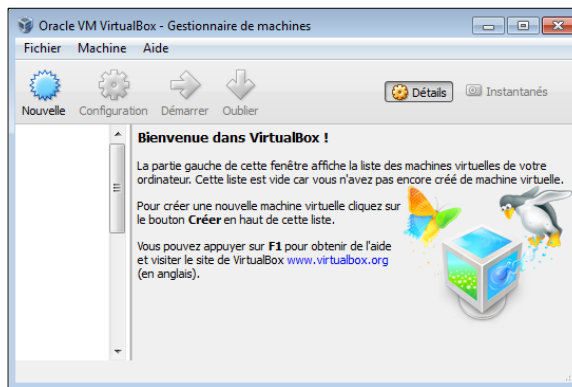 Oracle VM VirtualBox - Gestionnaire de machines
Fichier Machine Aide
Nouvelle Configuration Démarrer Oublier Détails Instantanés
Bienvenue dans VirtualBox !
La partie gauche de cette fenêtre affiche la liste des machines virtuelles de votre
ordinateur. Cette liste est vide car vous n'avez pas encore créé de machine virtuelle.
Pour créer une nouvelle machine virtuelle cliquez sur
le bouton Créer en haut de cette liste.
Vous pouvez appuyer sur F1 pour obtenir de l'aide
et visiter le site de VirtualBox www.virtualbox.org
(en anglais).